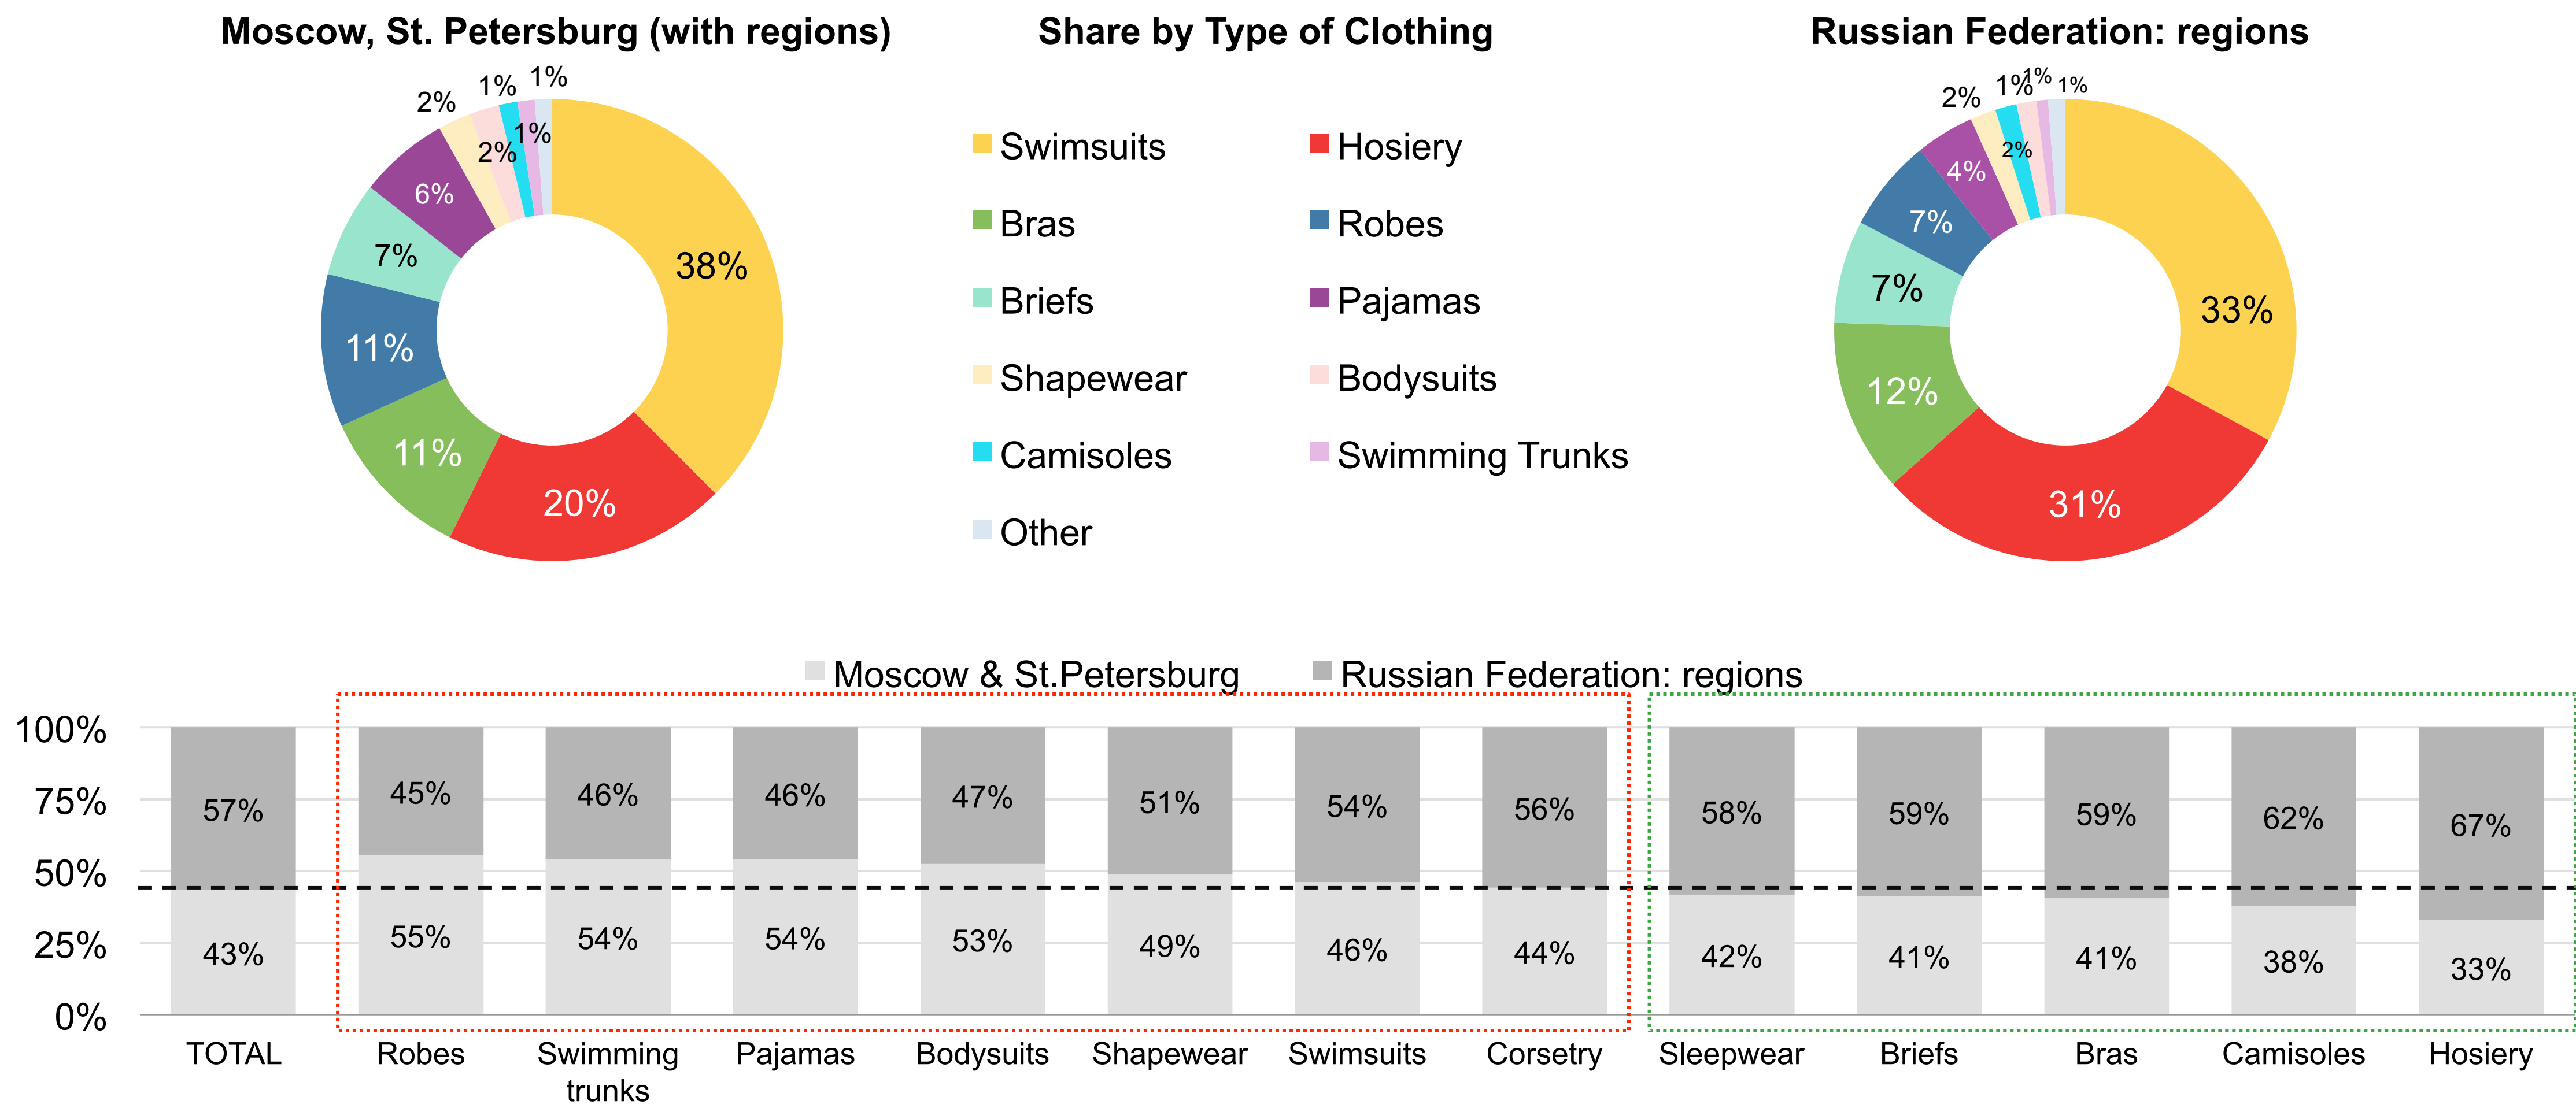 Moscow, St. Petersburg (with regions)
Share by Type of Clothing
Russian Federation: regions
1%
1%
2%
1%
2%
6%
7%
11%
11%
20%
38%
Swimsuits
Hosiery
Bras
Robes
Briefs
Pajamas
Shapewear
Bodysuits
Camisoles
Swimming Trunks
Other
1%
1%
1%
2%
2%
4%
7%
7%
12%
31%
33%
Moscow & St.Petersburg
Russian Federation: regions
100%
75%
50%
25%
0%
57%
45%
46%
46%
47%
51%
54%
56%
58%
59%
59%
62%
67%
43%
55%
54%
54%
53%
49%
46%
44%
42%
41%
41%
38%
33%
TOTAL
Robes
Swimming
trunks
Pajamas
Bodysuits
Shapewear
Swimsuits
Corsetry
Sleepwear
Briefs
Bras
Camisoles
Hosiery